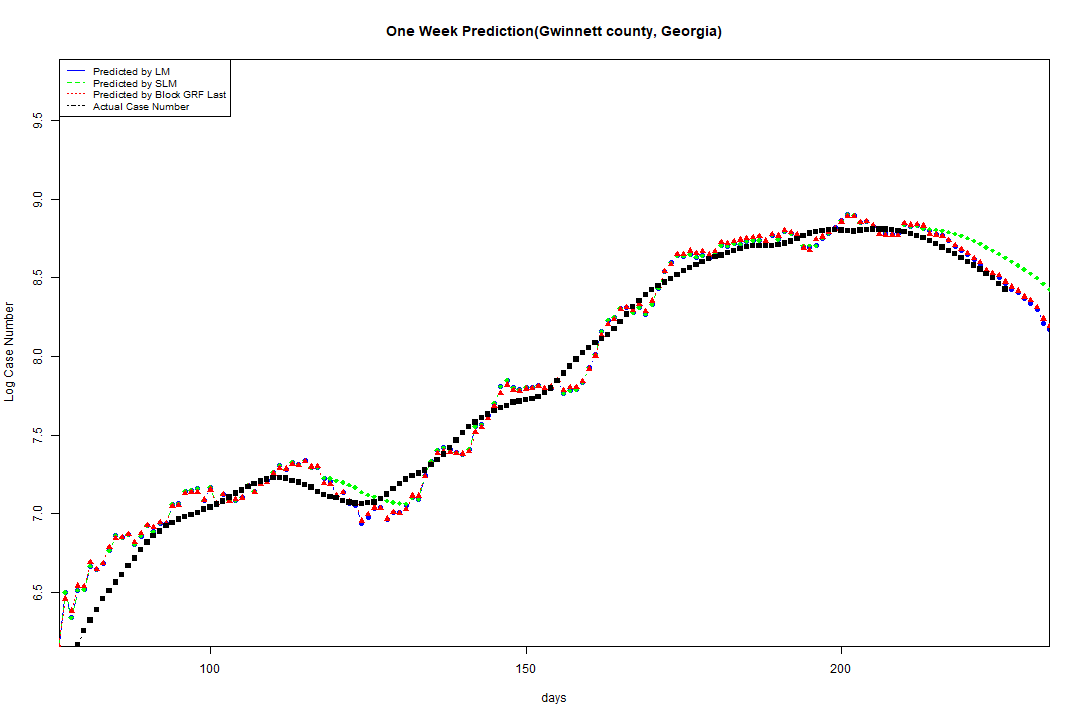 One Week Prediction(Gwinnett county, Georgia)
Predicted by LM
Predicted by SLM
Predicted by Block GRF Last
Actual Case Number
9.5
9.0
8.5
8.0
7.5
7.0
6.5
Log Case Number
100 150 200
days